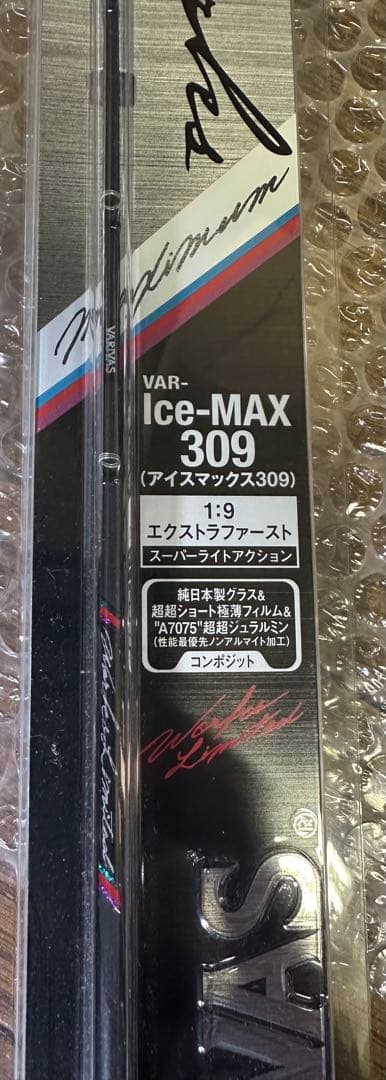 Maximum
VARIVAS
VAR-
Ice-MAX
309
(アイスマックス309)
1:9
エクストラファースト
スーパーライトアクション
純日本製グラス&
超超ショート極薄フィルム&
"A7075"超超ジュラルミン
(性能最優先ノンアルマイト加工)
コンポジット
Works
Limited
Works Limited
VAS®